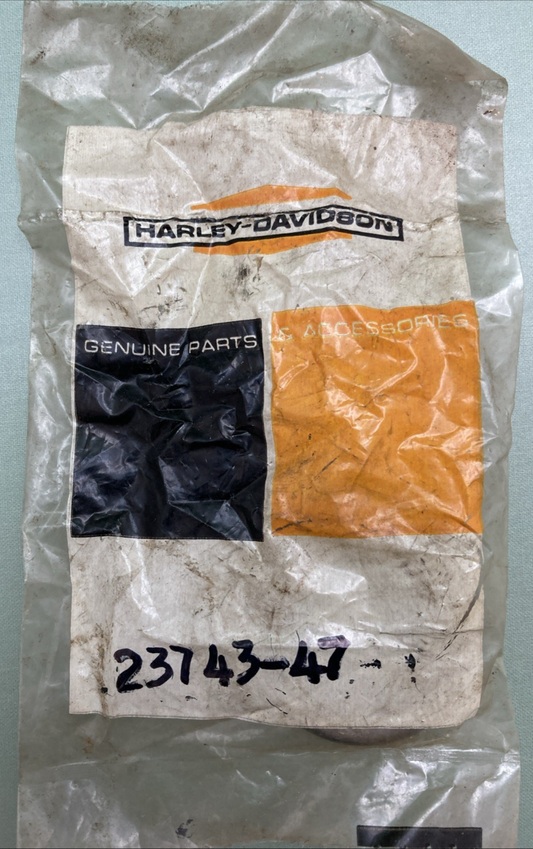 HARLEY-DAVIDSON
GENUINE PARTS & ACCESSORIES
23743-47